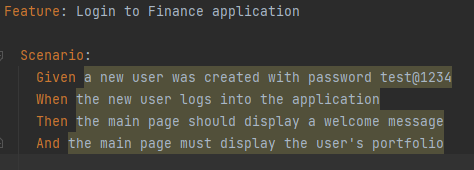 Feature: Login to Finance application
Scenario:
Given a new user was created with password test@1234
When the new user logs into the application
Then the main page should display a welcome message
And the main page must display the user's portfolio